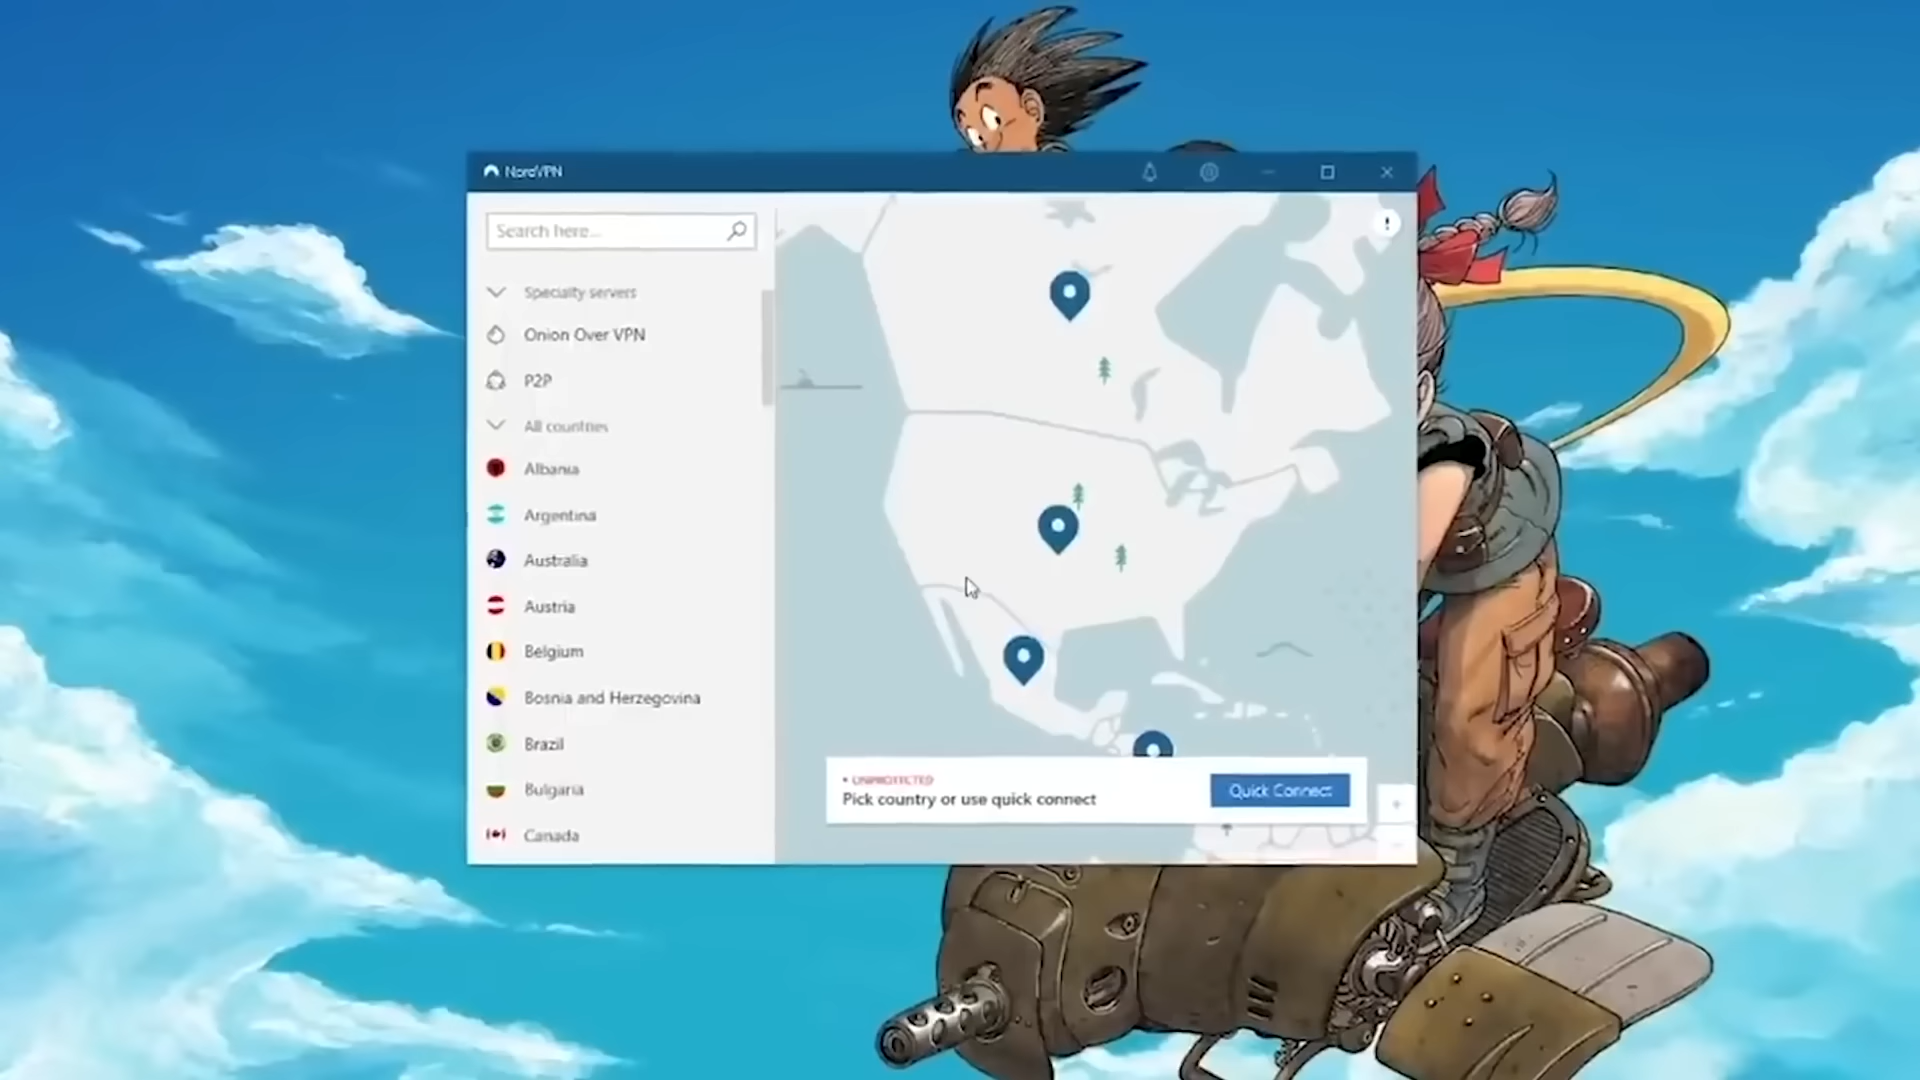 NordVPN
Search here...
Specialty servers
Onion Over VPN
P2P
All countries
Albania
Argentina
Australia
Austria
Belgium
Bosnia and Herzegovina
Brazil
Bulgaria
Canada
UNPROTECTED
Pick country or use quick connect
Quick Connect